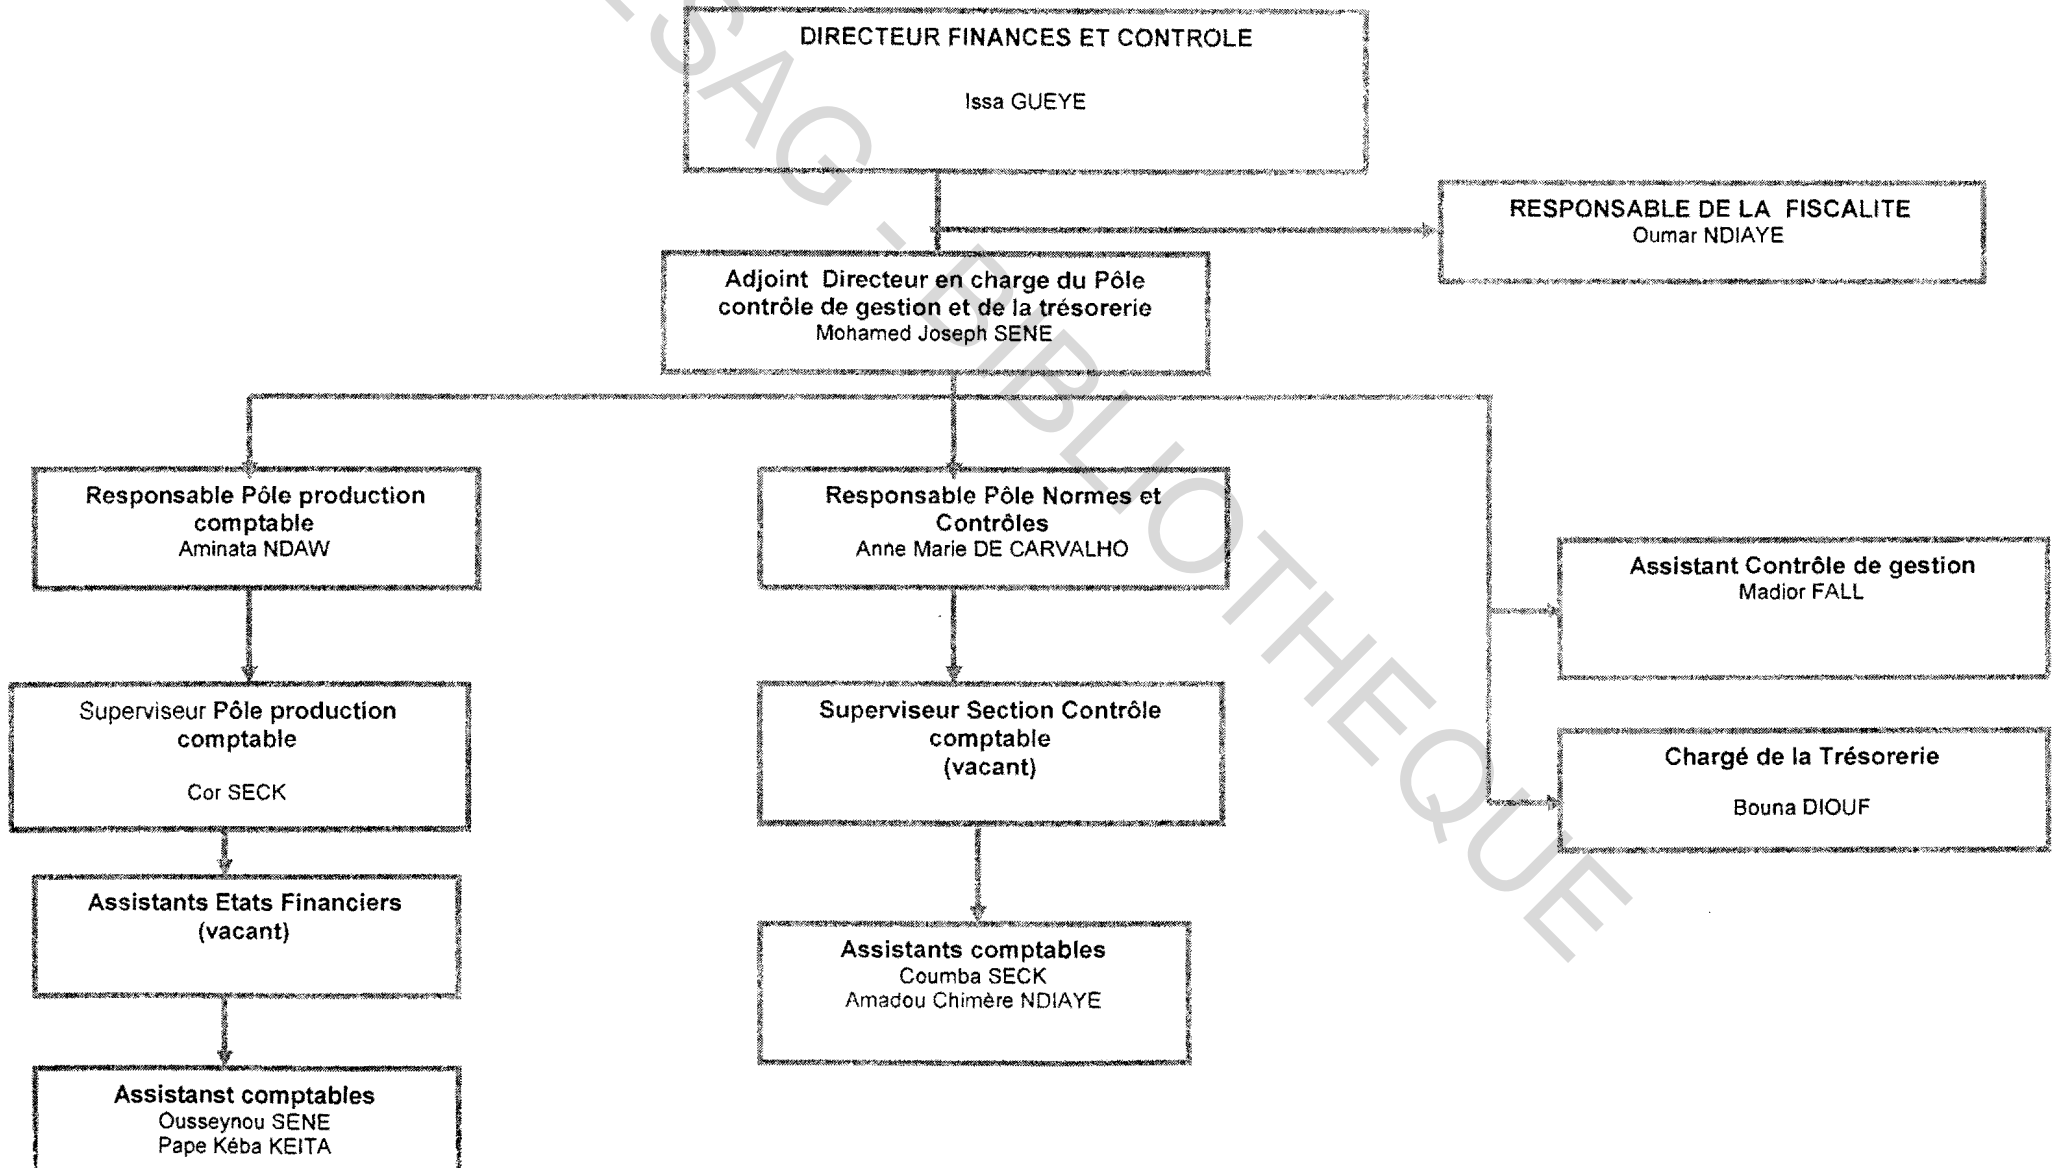 DIRECTEUR FINANCES ET CONTROLE
Issa GUEYE
RESPONSABLE DE LA FISCALITE
Oumar NDIAYE
Adjoint Directeur en charge du Pôle
contrôle de gestion et de la trésorerie
Mohamed Joseph SENE
Responsable Pôle production
comptable
Aminata NDAW
Responsable Pôle Normes et
Contrôles
Anne Marie DE CARVALHO
Assistant Contrôle de gestion
Madior FALL
Superviseur Pôle production
comptable
Cor SECK
Superviseur Section Contrôle
comptable
(vacant)
Chargé de la Trésorerie
Bouna DIOUF
Assistants Etats Financiers
(vacant)
Assistants comptables
Coumba SECK
Amadou Chimère NDIAYE
Assistanst comptables
Ousseynou SENE
Pape Kéba KEITA
SAG - BIBLIOTHEQUE